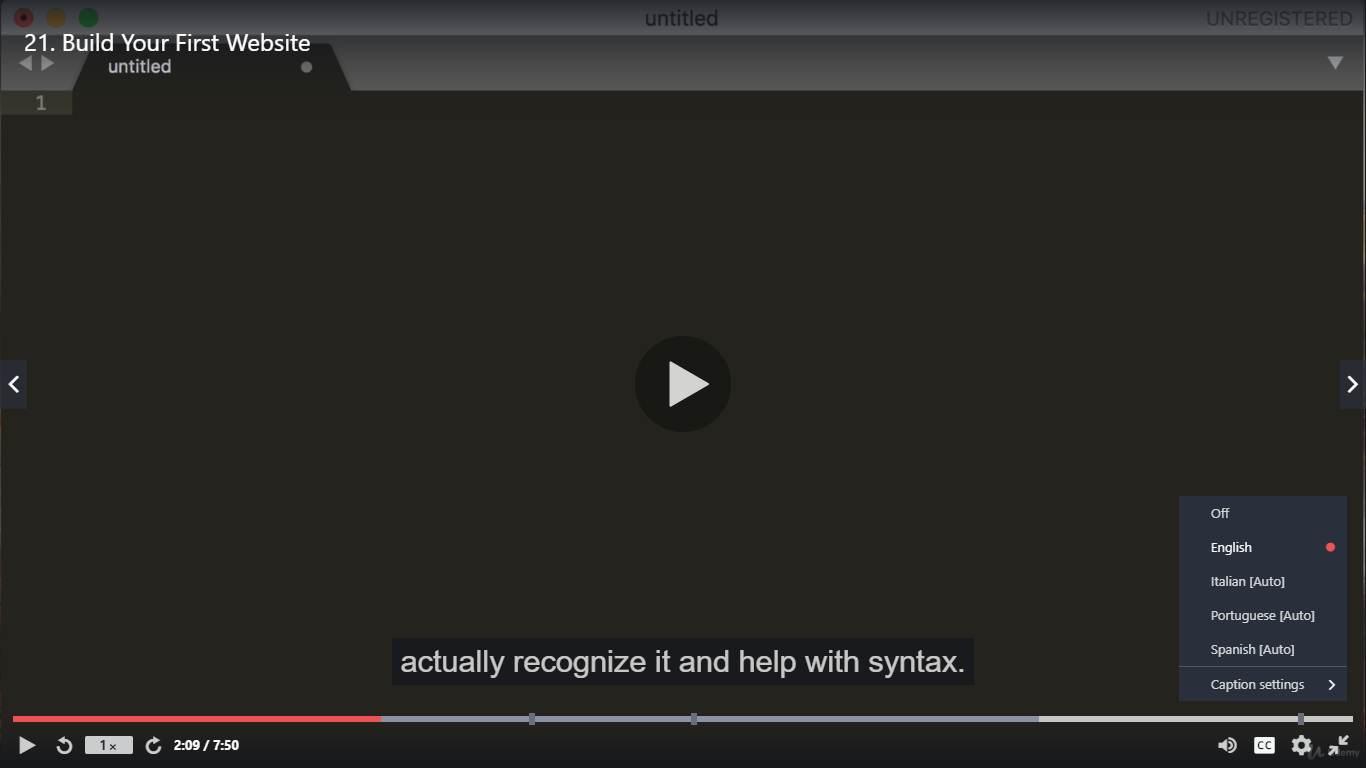 untitled
UNREGISTERED
21. Build Your First Website
untitled
1
Off
English
Italian [Auto]
Portuguese [Auto]
Spanish [Auto]
Caption settings
actually recognize it and help with syntax.
1 x
2:09 / 7:50
CC